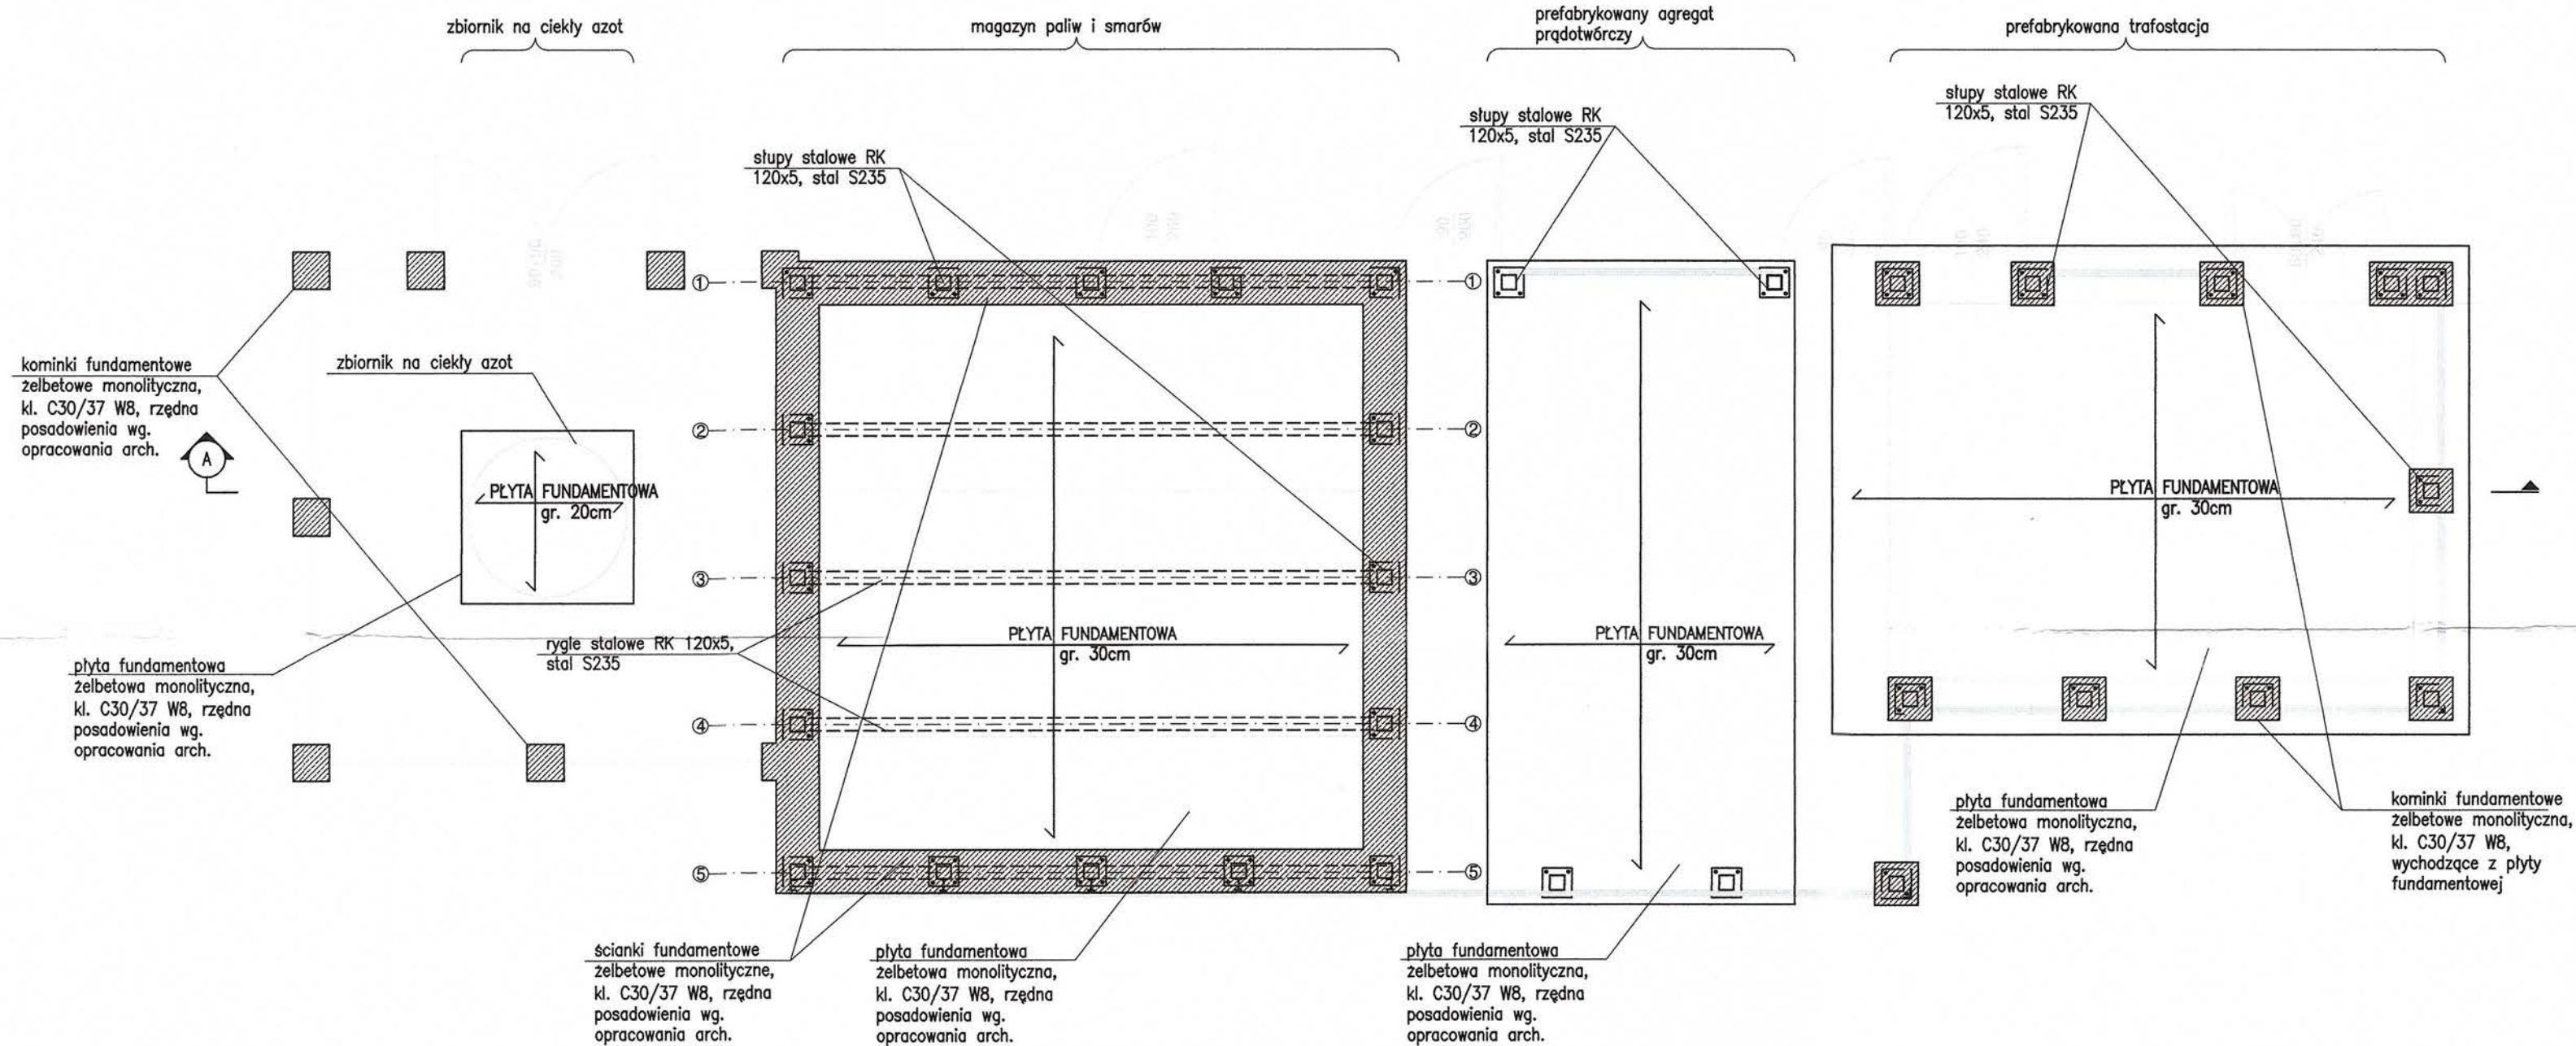 zbiornik na ciekły azot
magazyn paliw i smarów
prefabrykowany agregat
prądotwórczy
prefabrykowana trafostacja
słupy stalowe RK
120x5, stal S235
słupy stalowe RK
120x5, stal S235
słupy stalowe RK
120x5, stal S235
1
1
kominki fundamentowe
żelbetowe monolityczna,
kl. C30/37 W8, rzędna
posadowienia wg.
opracowania arch.
zbiornik na ciekły azot
A
2
2
PŁYTA FUNDAMENTOWA
gr. 20cm
PŁYTA FUNDAMENTOWA
gr. 30cm
3
3
rygle stalowe RK 120x5,
stal S235
PŁYTA FUNDAMENTOWA
gr. 30cm
PŁYTA FUNDAMENTOWA
gr. 30cm
płyta fundamentowa
żelbetowa monolityczna,
kl. C30/37 W8, rzędna
posadowienia wg.
opracowania arch.
4
4
5
5
płyta fundamentowa
żelbetowa monolityczna,
kl. C30/37 W8, rzędna
posadowienia wg.
opracowania arch.
kominki fundamentowe
żelbetowe monolityczna,
kl. C30/37 W8,
wychodzące z płyty
fundamentowej
ścianki fundamentowe
żelbetowe monolityczne,
kl. C30/37 W8, rzędna
posadowienia wg.
opracowania arch.
płyta fundamentowa
żelbetowa monolityczna,
kl. C30/37 W8, rzędna
posadowienia wg.
opracowania arch.
płyta fundamentowa
żelbetowa monolityczna,
kl. C30/37 W8, rzędna
posadowienia wg.
opracowania arch.